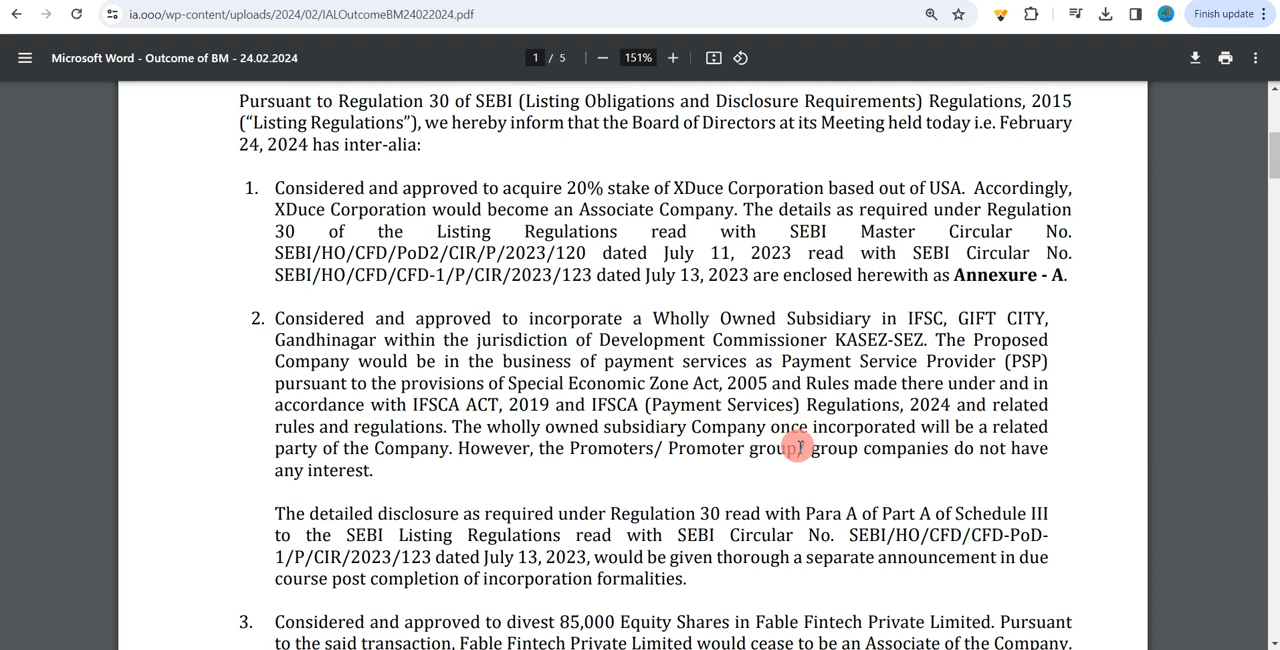 ia.ooo/wp-content/uploads/2024/02/IALOutcomeBM24022024.pdf
Finish update
Microsoft Word - Outcome of BM - 24.02.2024
1 / 5
151%
Pursuant to Regulation 30 of SEBI (Listing Obligations and Disclosure Requirements) Regulations, 2015
(“Listing Regulations”), we hereby inform that the Board of Directors at its Meeting held today i.e. February
24, 2024 has inter-alia:
1. Considered and approved to acquire 20% stake of XDuce Corporation based out of USA. Accordingly,
XDuce Corporation would become an Associate Company. The details as required under Regulation
30 of the Listing Regulations read with SEBI Master Circular No.
SEBI/HO/CFD/PoD2/CIR/P/2023/120 dated July 11, 2023 read with SEBI Circular No.
SEBI/HO/CFD/CFD-1/P/CIR/2023/123 dated July 13, 2023 are enclosed herewith as Annexure - A.
2. Considered and approved to incorporate a Wholly Owned Subsidiary in IFSC, GIFT CITY,
Gandhinagar within the jurisdiction of Development Commissioner KASEZ-SEZ. The Proposed
Company would be in the business of payment services as Payment Service Provider (PSP)
pursuant to the provisions of Special Economic Zone Act, 2005 and Rules made there under and in
accordance with IFSCA ACT, 2019 and IFSCA (Payment Services) Regulations, 2024 and related
rules and regulations. The wholly owned subsidiary Company once incorporated will be a related
party of the Company. However, the Promoters/ Promoter group/ group companies do not have
any interest.
The detailed disclosure as required under Regulation 30 read with Para A of Part A of Schedule III
to the SEBI Listing Regulations read with SEBI Circular No. SEBI/HO/CFD/CFD-PoD-
1/P/CIR/2023/123 dated July 13, 2023, would be given thorough a separate announcement in due
course post completion of incorporation formalities.
3. Considered and approved to divest 85,000 Equity Shares in Fable Fintech Private Limited. Pursuant
to the said transaction, Fable Fintech Private Limited would cease to be an Associate of the Company.